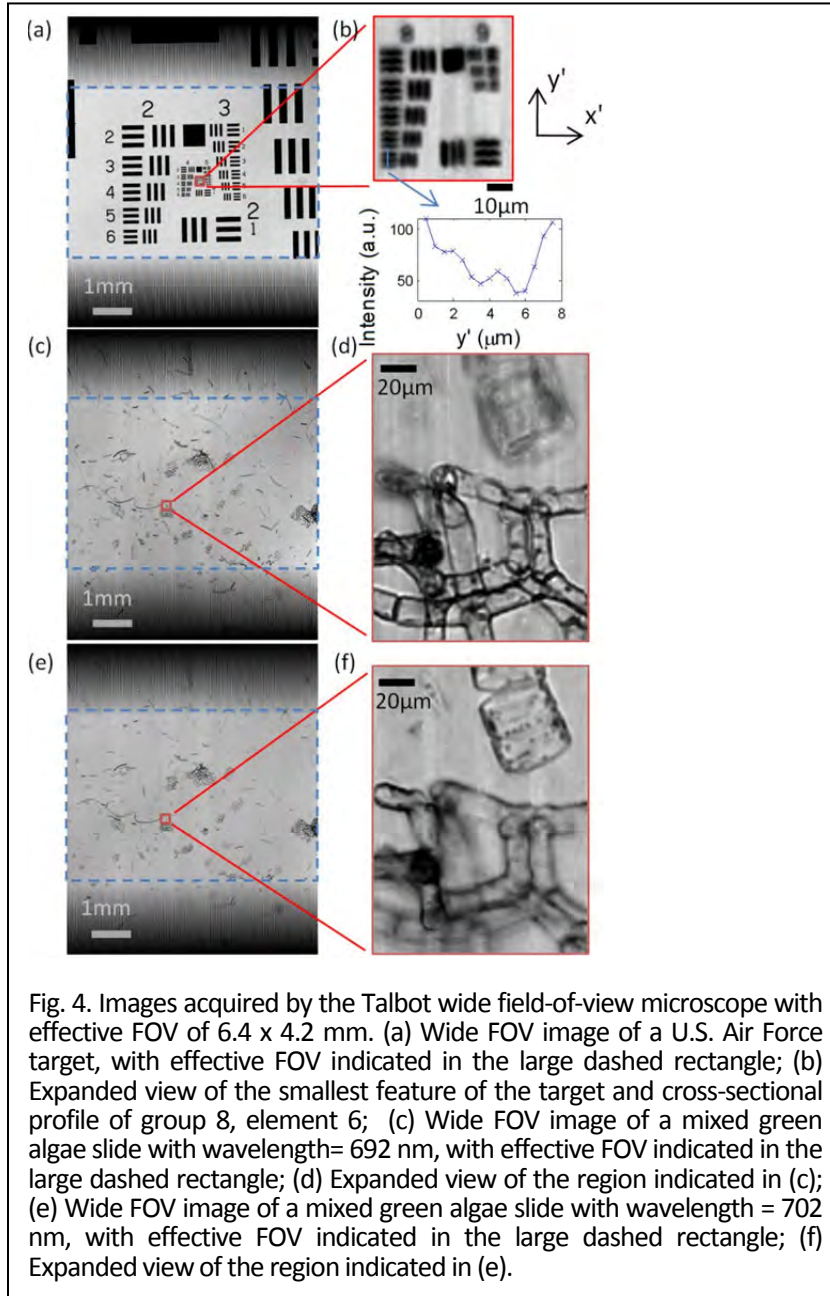 (a)
(b)
2 3
2
3
4
5
6
2
1
1mm
y'
x'
10µm
Intensity (a.u.)
100
50
0 2 4 6 8
y' (µm)
(c)
(d)
1mm
20µm
(e)
(f)
1mm
20µm
Fig. 4. Images acquired by the Talbot wide field-of-view microscope with
effective FOV of 6.4 x 4.2 mm. (a) Wide FOV image of a U.S. Air Force
target, with effective FOV indicated in the large dashed rectangle; (b)
Expanded view of the smallest feature of the target and cross-sectional
profile of group 8, element 6; (c) Wide FOV image of a mixed green
algae slide with wavelength= 692 nm, with effective FOV indicated in the
large dashed rectangle; (d) Expanded view of the region indicated in (c);
(e) Wide FOV image of a mixed green algae slide with wavelength = 702
nm, with effective FOV indicated in the large dashed rectangle; (f)
Expanded view of the region indicated in (e).